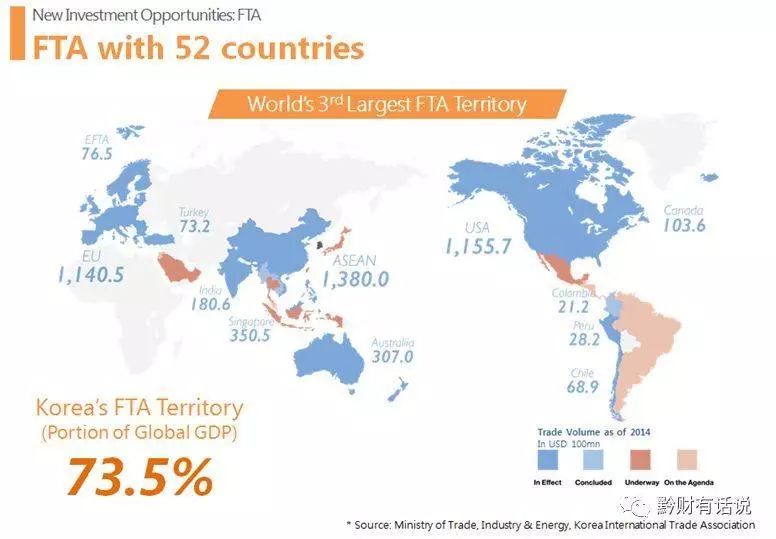 New Investment Opportunities: FTA
FTA with 52 countries
World's 3rd Largest FTA Territory
EFTA
76.5
Turkey
73.2
EU
1,140.5
India
180.6
Singapore
350.5
ASEAN
1,380.0
Australia
307.0
USA
1,155.7
Canada
103.6
Colombia
21.2
Peru
28.2
Chile
68.9
Korea's FTA Territory
(Portion of Global GDP)
73.5%
Trade Volume as of 2014
In USD 100mn
In Effect
Concluded
Underway
On the Agenda
黔财有话说
* Source: Ministry of Trade, Industry & Energy, Korea International Trade Association